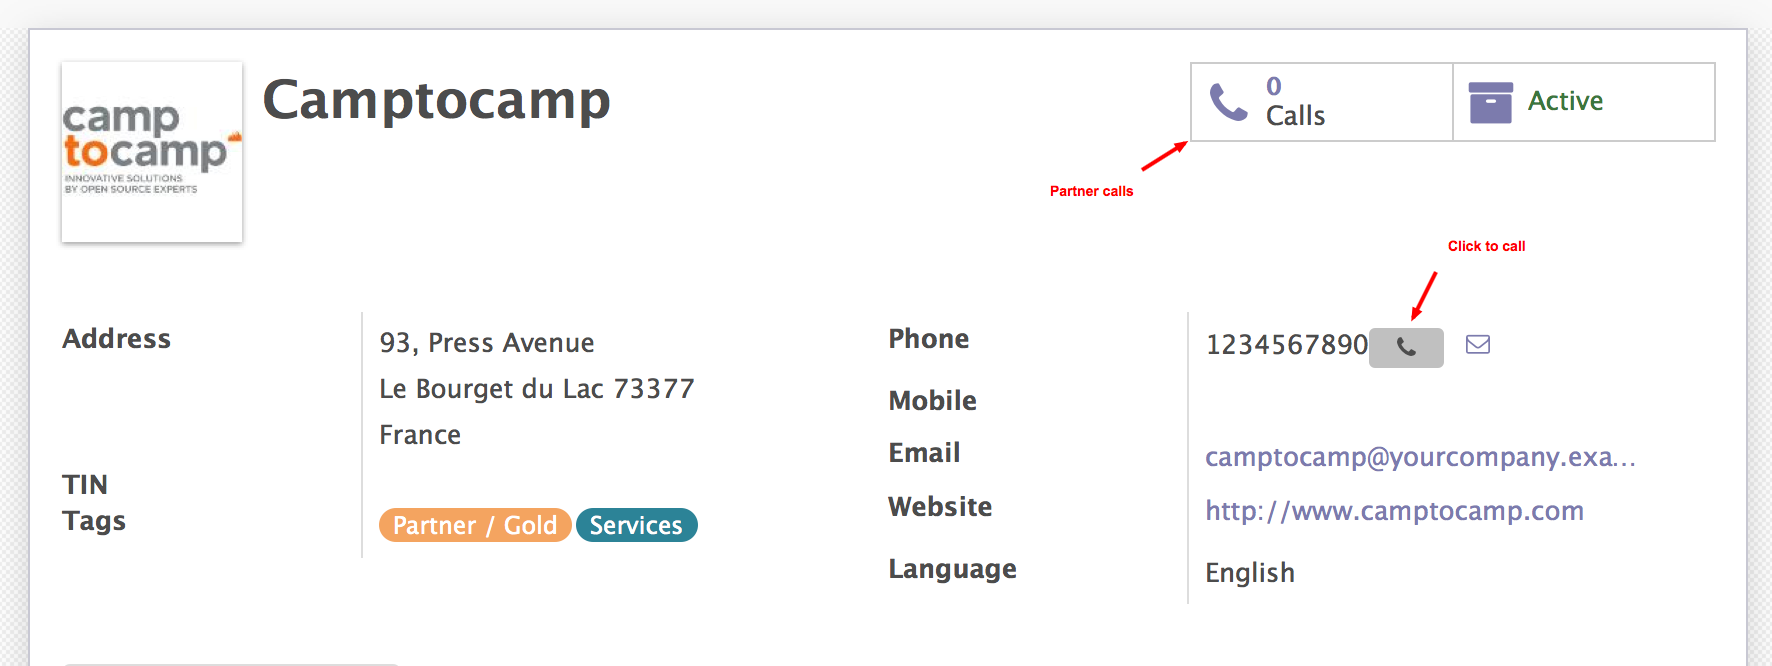 camp
tocamp
INNOVATIVE SOLUTIONS
BY OPEN SOURCE EXPERTS
Camptocamp
0
Calls
Active
Partner calls
Click to call
Address
93, Press Avenue
Le Bourget du Lac 73377
France
TIN
Tags
Partner / Gold
Services
Phone
1234567890
Mobile
Email
camptocamp@yourcompany.exa...
Website
http://www.camptocamp.com
Language
English